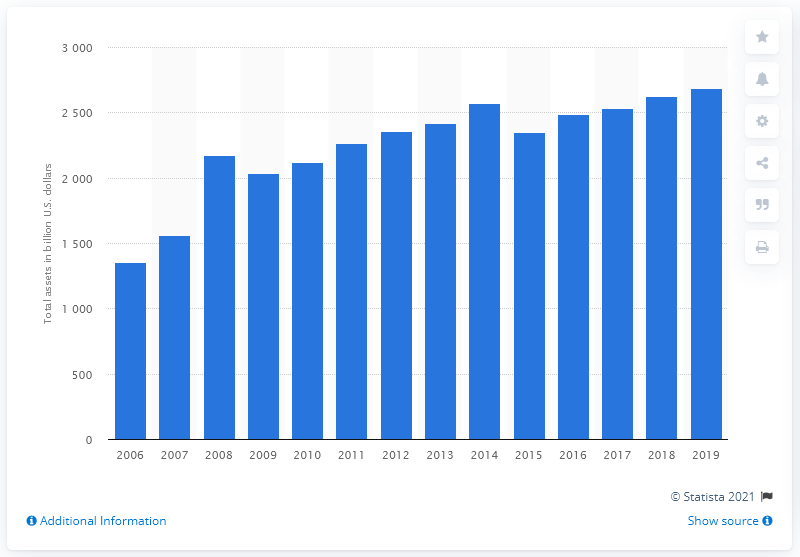 3 000
2 500
2 000
1 500
1 000
500
0
Total assets in billion U.S. dollars
2006 2007 2008 2009 2010 2011 2012 2013 2014 2015 2016 2017 2018 2019
© Statista 2021
Additional Information
Show source